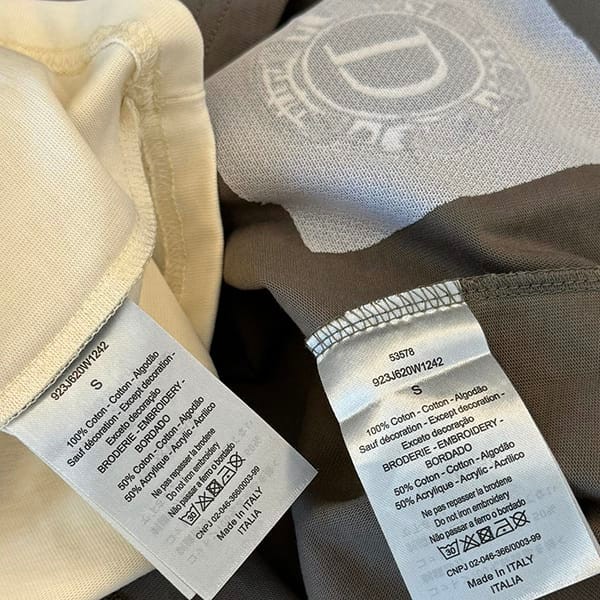 923J620W1242
S
100% Coton - Cotton - Algodão
Sauf décoration - Except decoration -
Exceto decoração
BRODERIE - EMBROIDERY -
BORDADO
50% Coton - Cotton - Algodão
50% Acrylique - Acrylic - Acrílico
Ne pas repasser la brodene
Do not iron embroidery
Não passar a ferro o bordado
30
CNPJ 02-046-366/0003-99
Made In ITALY
ITALIA
D
53578
923J620W1242
S
100% Coton - Cotton - Algodão
Sauf décoration - Except decoration -
Exceto decoração
BRODERIE - EMBROIDERY -
BORDADO
50% Coton - Cotton - Algodão
50% Acrylique - Acrylic - Acrílico
Ne pas repasser la brodene
Do not iron embroidery
Não passar a ferro o bordado
30
CNPJ 02-046-366/0003-99
Made In ITALY
ITALIA